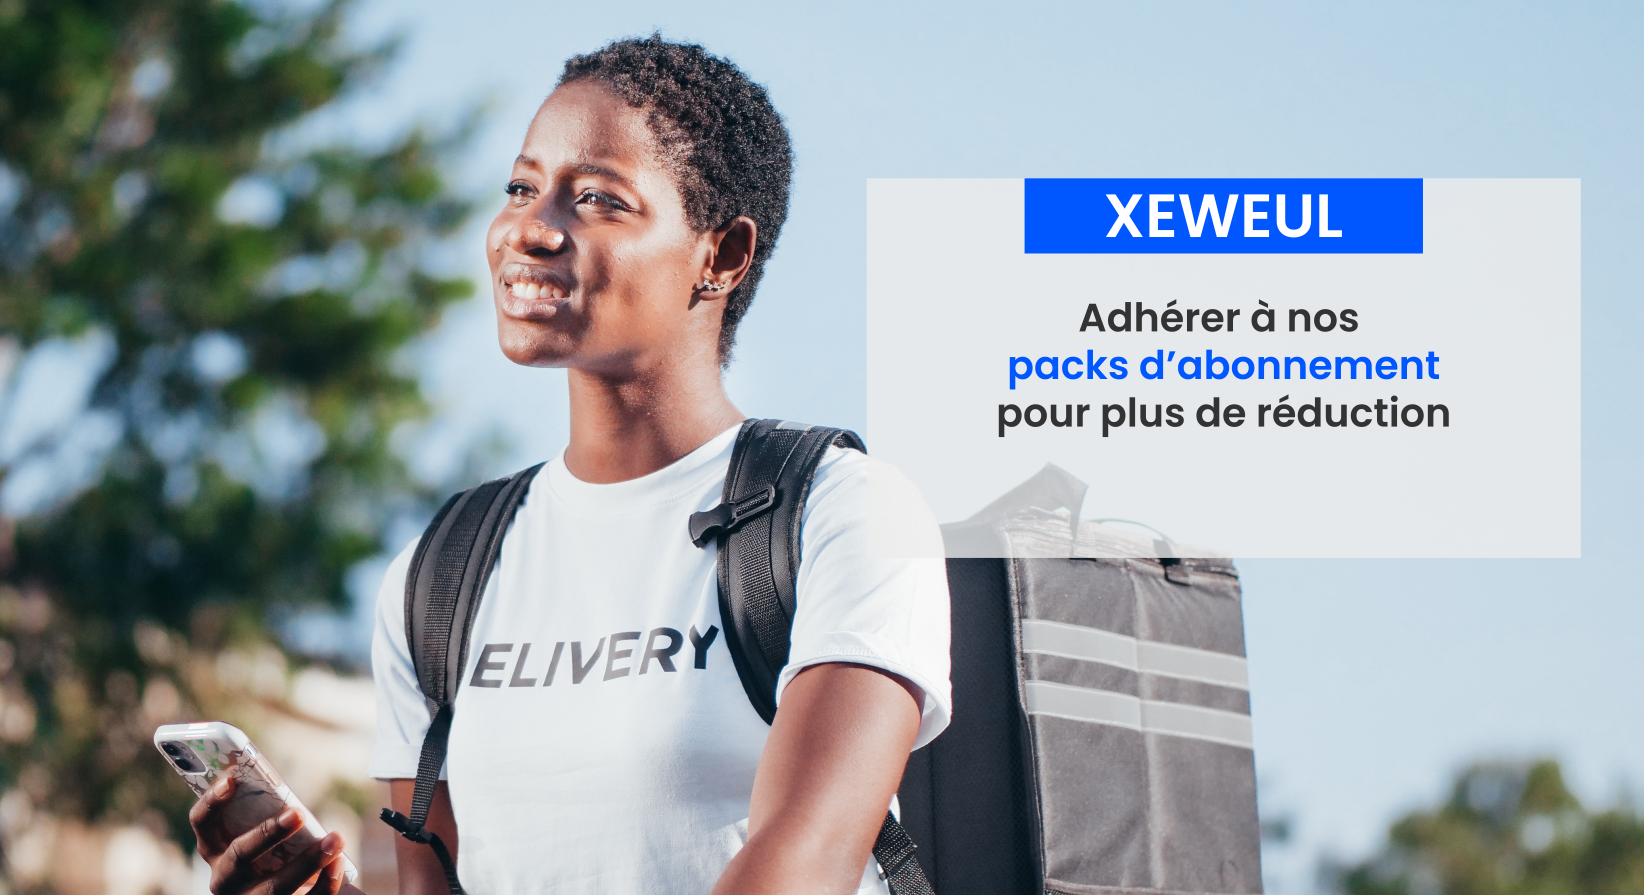 XEWEUL
Adhérer à nos
packs d’abonnement
pour plus de réduction
ELIVERY